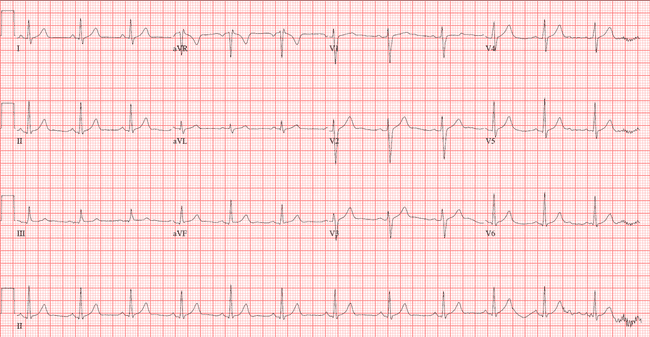 I aVR V1 V4
II aVL V2 V5
III aVF V3 V6
II